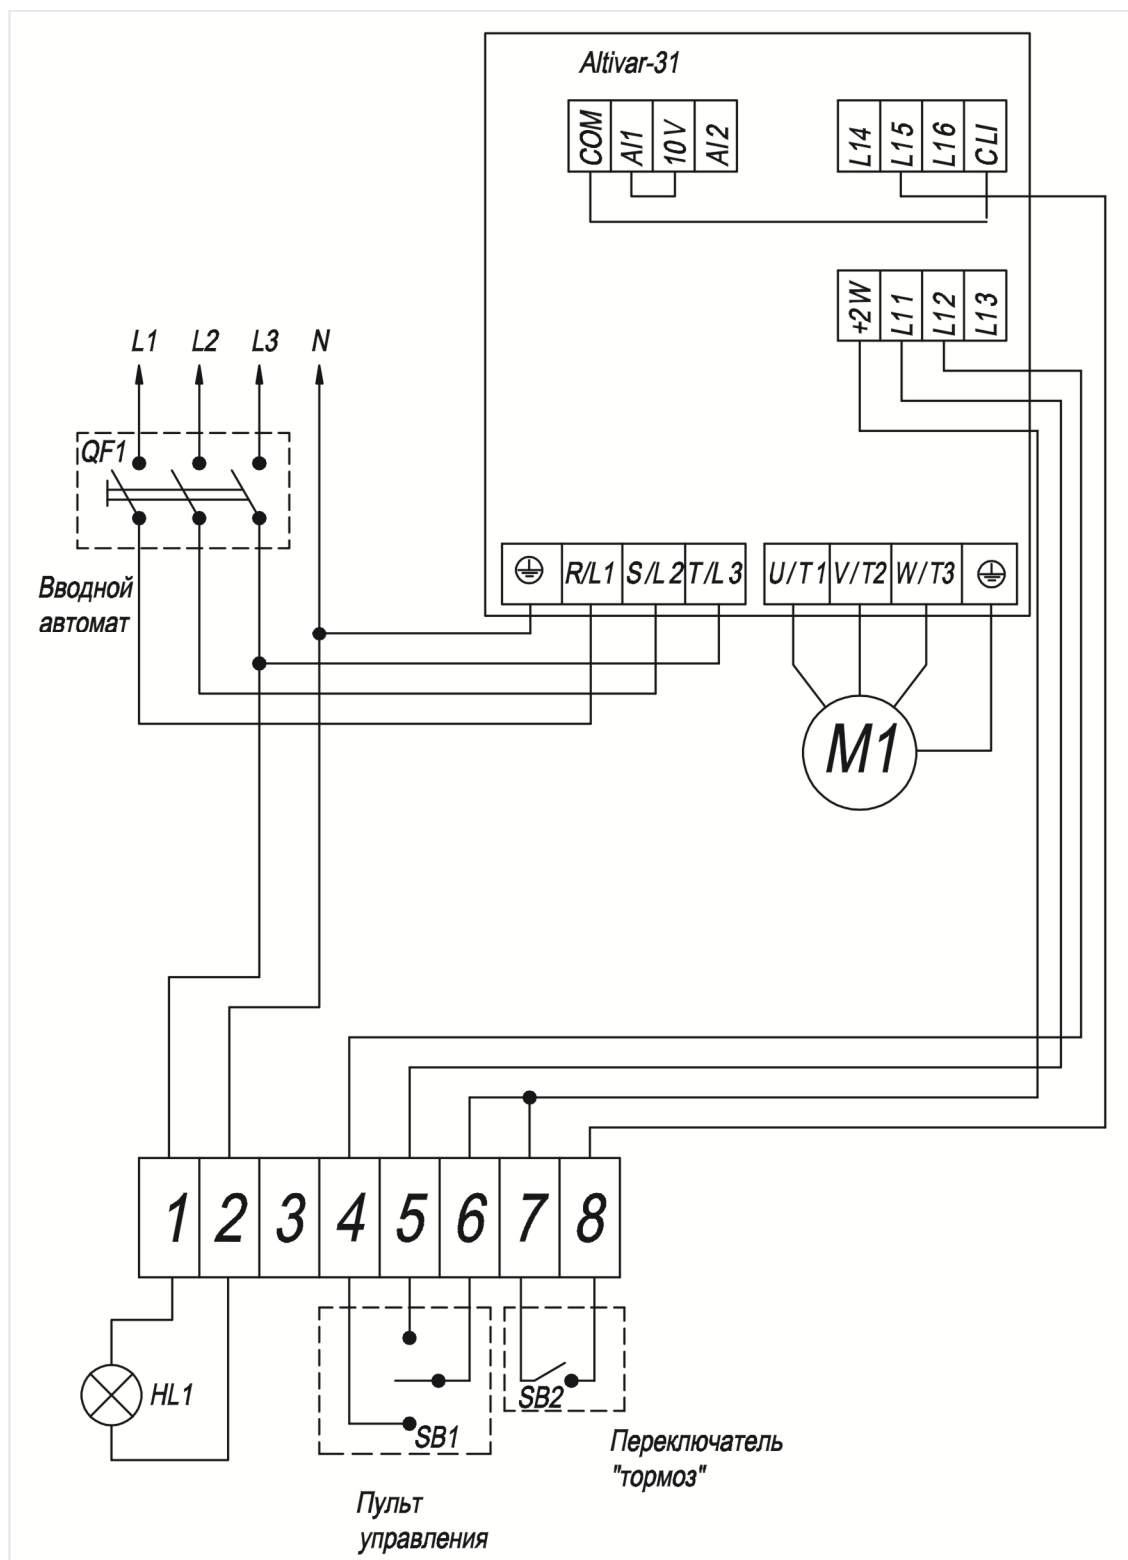 Altivar-31
COM AI1 10V AI2
L14 L15 L16 CLI
+2W L11 L12 L13
L1 L2 L3 N
QF1
Вводной
автомат
R/L1 S/L2 T/L3
U/T1 V/T2 W/T3
M1
1 2 3 4 5 6 7 8
HL1
SB1
SB2
Переключатель
"тормоз"
Пульт
управления